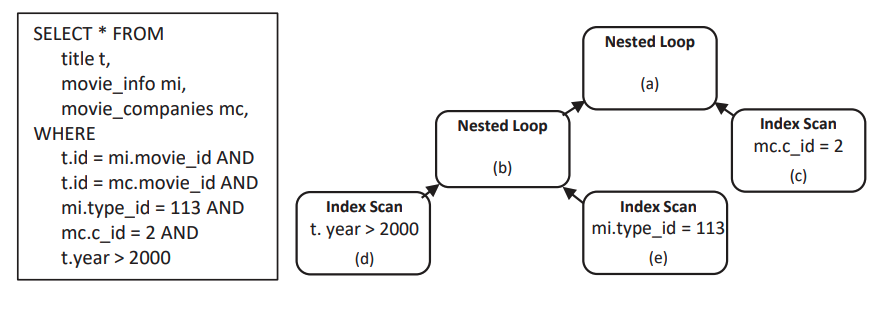 SELECT * FROM
title t,
movie_info mi,
movie_companies mc,
WHERE
t.id = mi.movie_id AND
t.id = mc.movie_id AND
mi.type_id = 113 AND
mc.c_id = 2 AND
t.year > 2000
Nested Loop
(a)
Nested Loop
(b)
Index Scan
mc.c_id = 2
(c)
Index Scan
t. year > 2000
(d)
Index Scan
mi.type_id = 113
(e)